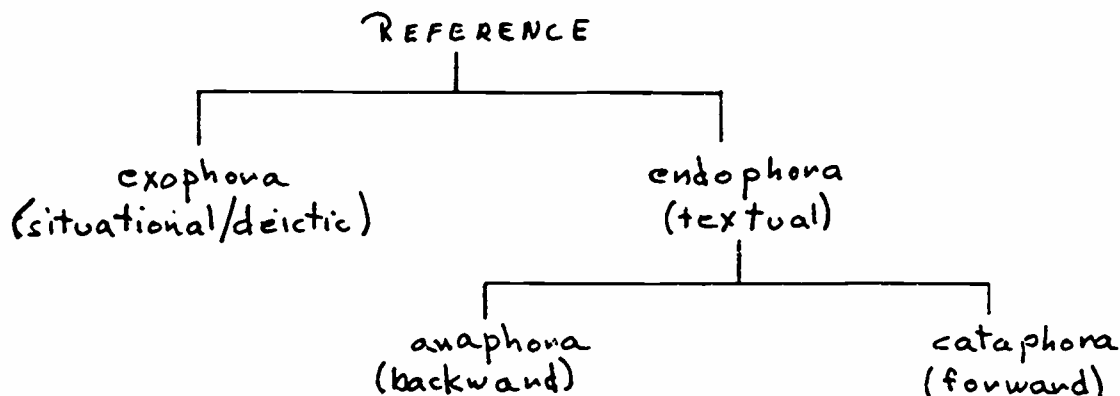 REFERENCE
exophora
(situational/deictic)
endophora
(textual)
anaphora
(backward)
cataphora
(forward)